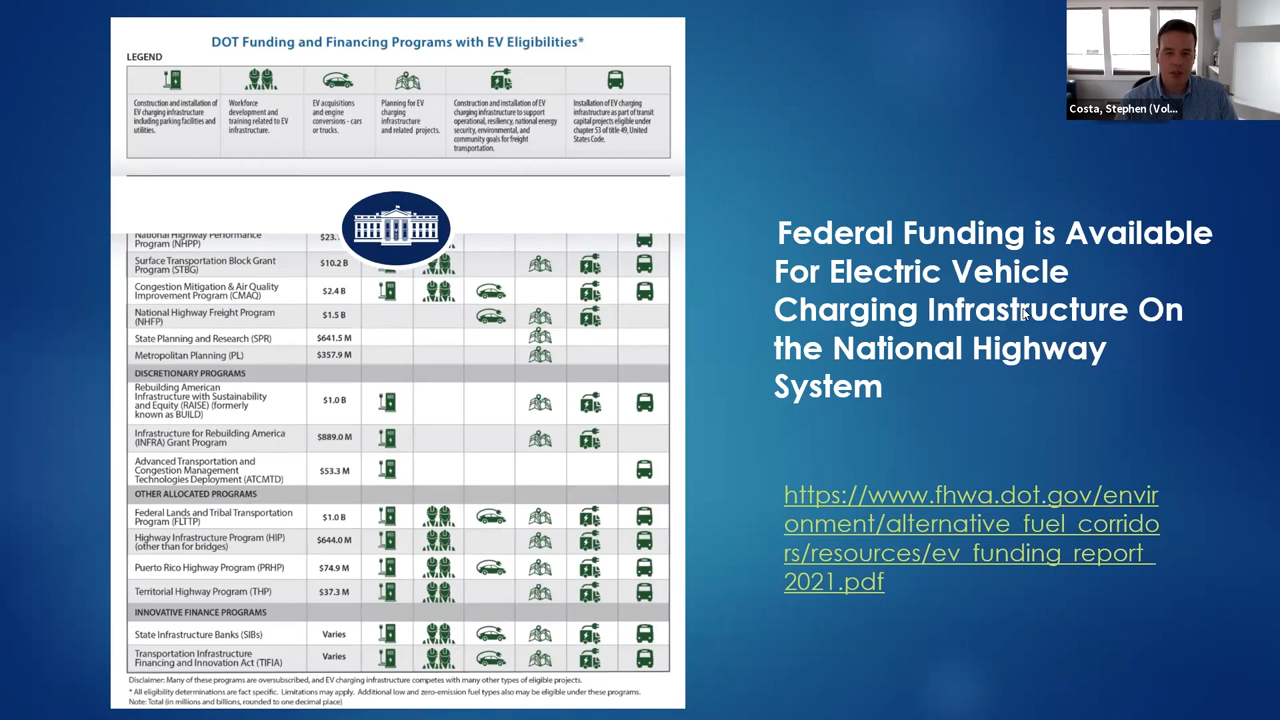 DOT Funding and Financing Programs with EV Eligibilities*
LEGEND
Construction and installation of
EV charging infrastructure
including parking facilities and
utilities.
Workforce
development and
training related to EV
infrastructure.
EV acquisitions
and engine
conversions - cars
or trucks.
Planning for EV
charging
infrastructure
and related projects.
Construction and installation of EV
charging infrastructure to support
operational, resiliency, national energy
security, environmental, and
community goals for freight
transportation.
Installation of EV charging
infrastructure as part of transit
capital projects eligible under
chapter 53 of title 49, United
States Code.
National Highway Performance
Program (NHPP)
Surface Transportation Block Grant
Program (STBG)
$10.2 B
Congestion Mitigation & Air Quality
Improvement Program (CMAQ)
$2.4 B
National Highway Freight Program
(NHFP)
$1.5 B
State Planning and Research (SPR)
$641.5 M
Metropolitan Planning (PL)
$357.9 M
DISCRETIONARY PROGRAMS
Rebuilding American
Infrastructure with Sustainability
and Equity (RAISE) (formerly
known as BUILD)
$1.0 B
Infrastructure for Rebuilding America
(INFRA) Grant Program
$889.0 M
Advanced Transportation and
Congestion Management
Technologies Deployment (ATCMTD)
$53.3 M
OTHER ALLOCATED PROGRAMS
Federal Lands and Tribal Transportation
Program (FLTTP)
$1.0 B
Highway Infrastructure Program (HIP)
(other than for bridges)
$644.0 M
Puerto Rico Highway Program (PRHP)
$74.9 M
Territorial Highway Program (THP)
$37.3 M
INNOVATIVE FINANCE PROGRAMS
State Infrastructure Banks (SIBs)
Varies
Transportation Infrastructure
Financing and Innovation Act (TIFIA)
Varies
Disclaimer: Many of these programs are oversubscribed, and EV charging infrastructure competes with many other types of eligible projects.
* All eligibility determinations are fact specific. Limitations may apply. Additional low and zero-emission fuel types also may be eligible under these programs.
Note: Total (in millions and billions, rounded to one decimal place)
Federal Funding is Available
For Electric Vehicle
Charging Infrastructure On
the National Highway
System
https://www.fhwa.dot.gov/envir
onment/alternative_fuel_corrido
rs/resources/ev_funding_report_
2021.pdf
Costa, Stephen (Vol...